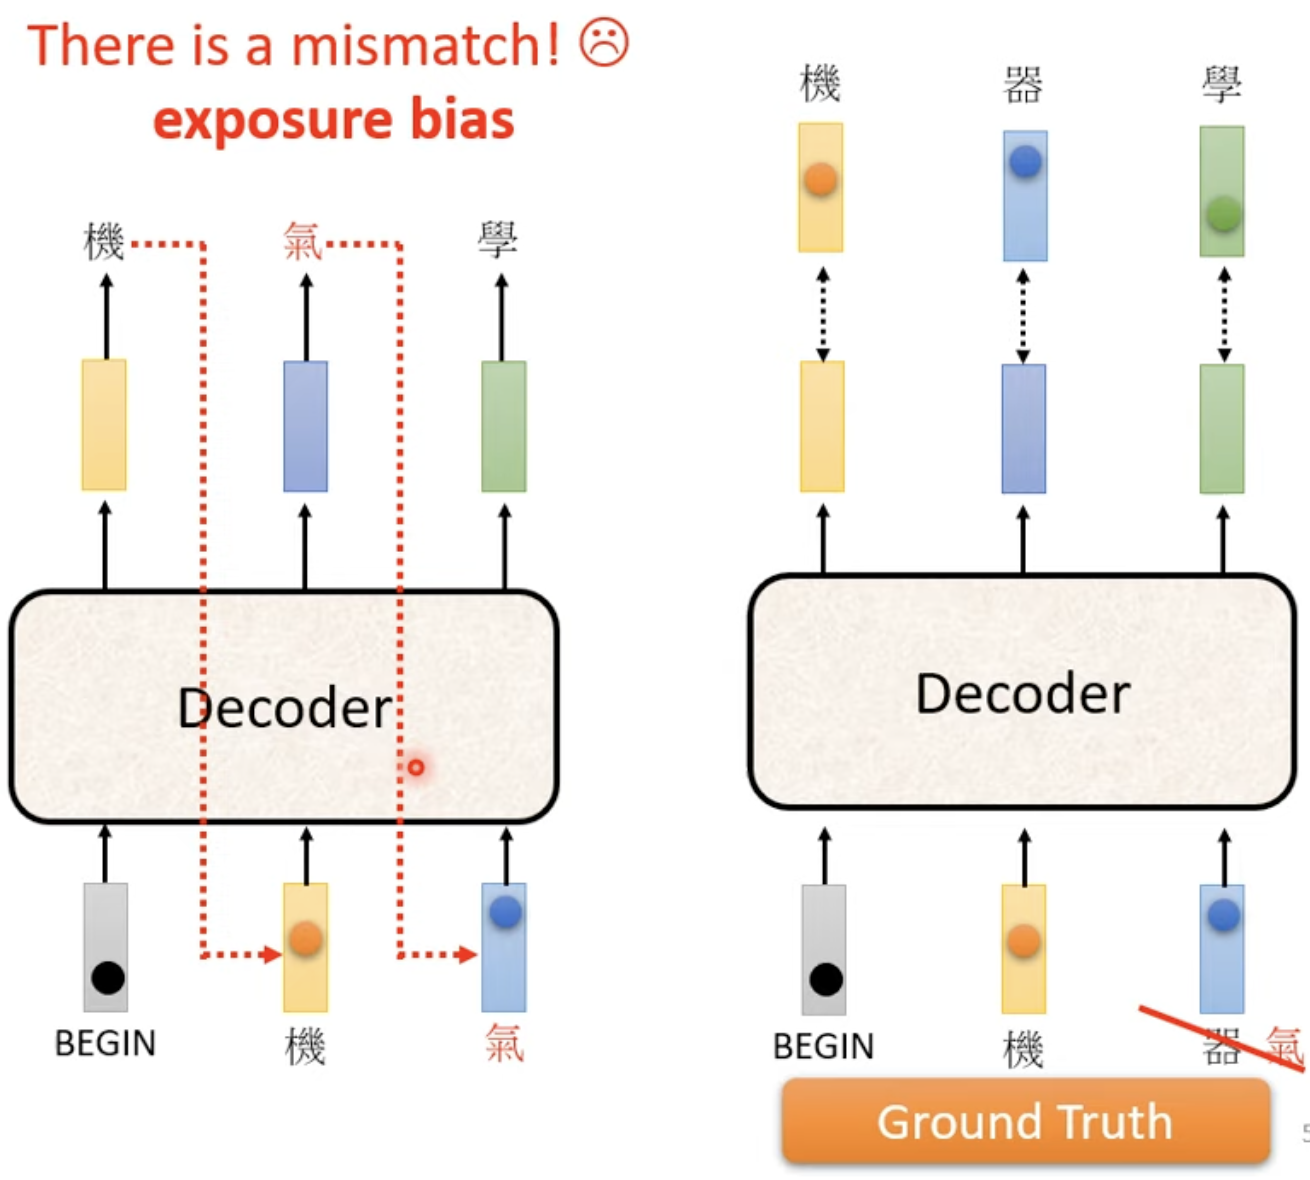 There is a mismatch! ☹
exposure bias
機 氣 學
Decoder
BEGIN 機 氣
機 器 學
Decoder
BEGIN 機 器 氣
Ground Truth